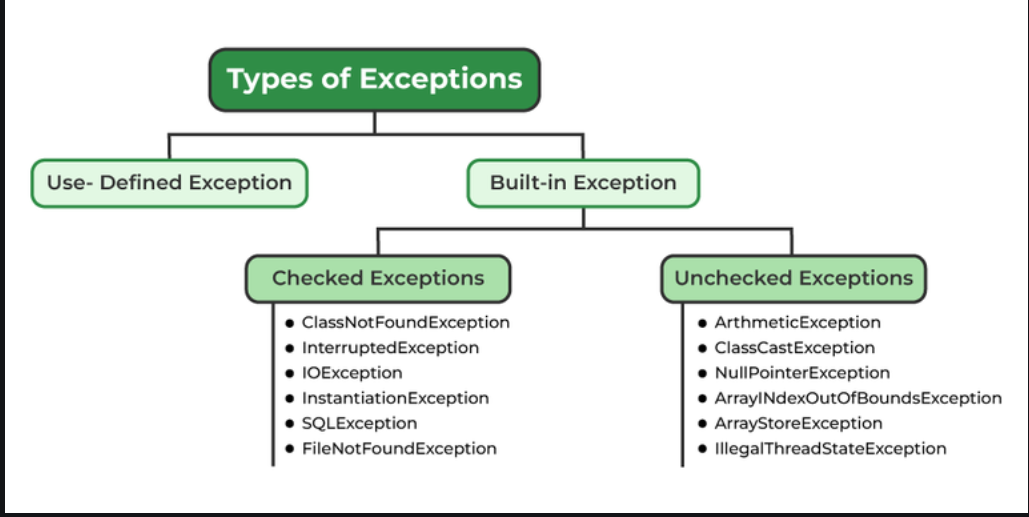 Types of Exceptions
Use- Defined Exception
Built-in Exception
Checked Exceptions
ClassNotFoundException
InterruptedException
IOException
InstantiationException
SQLException
FileNotFoundException
Unchecked Exceptions
ArthmeticException
ClassCastException
NullPointerException
ArrayINdexOutOfBoundsException
ArrayStoreException
IllegalThreadStateException